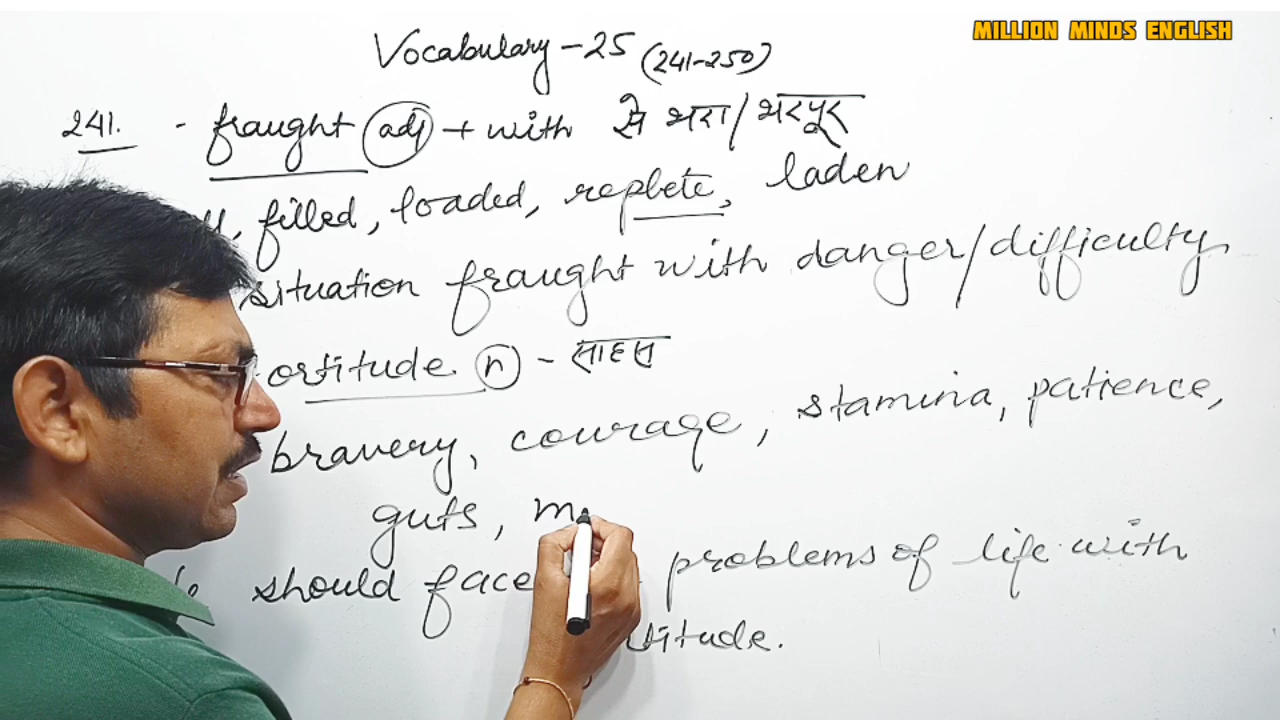 MILLION MINDS ENGLISH
Vocabulary - 25 (241-250)
241. - fraught (adj) + with से भरा/भरपूर
filled, loaded, replete, laden
situation fraught with danger/difficulty
ortitude (n) - साहस
bravery, courage, stamina, patience,
guts, m
should face problems of life with
titude.